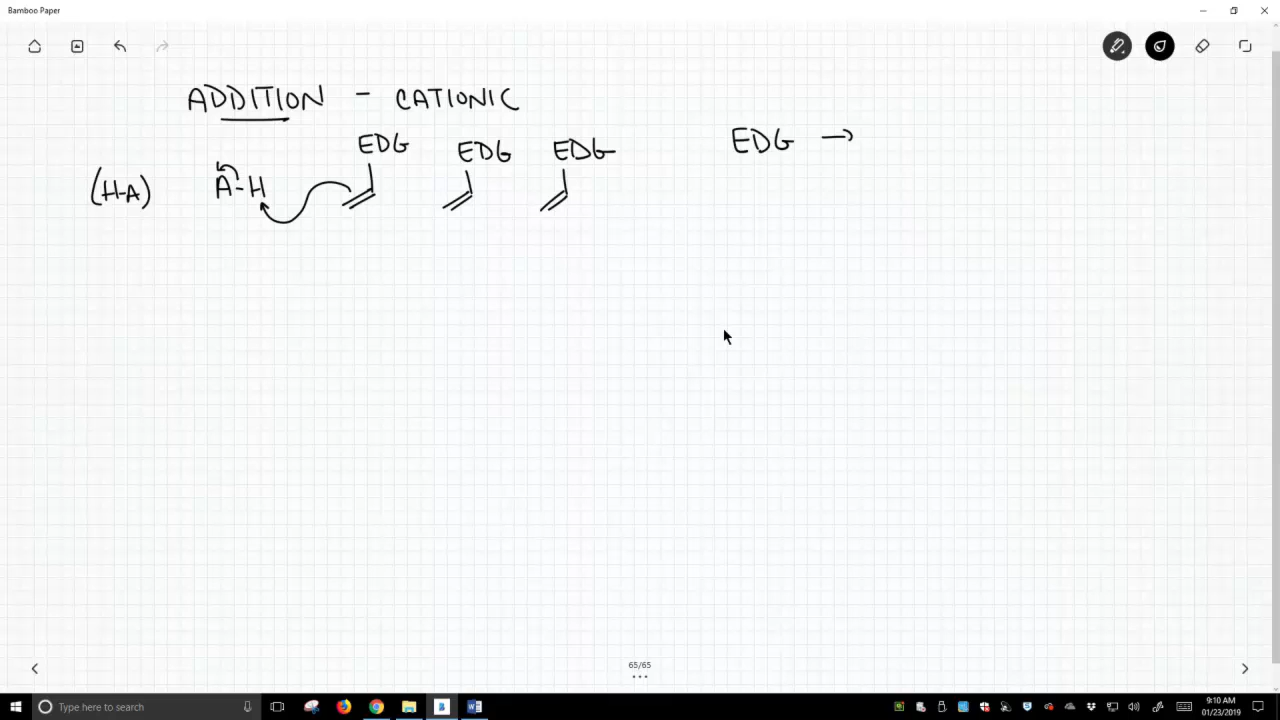 Bamboo Paper
ADDITION - CATIONIC
EDG EDG EDG EDG →
(H-A) A-H
65/65
Type here to search
9:10 AM
01/23/2019